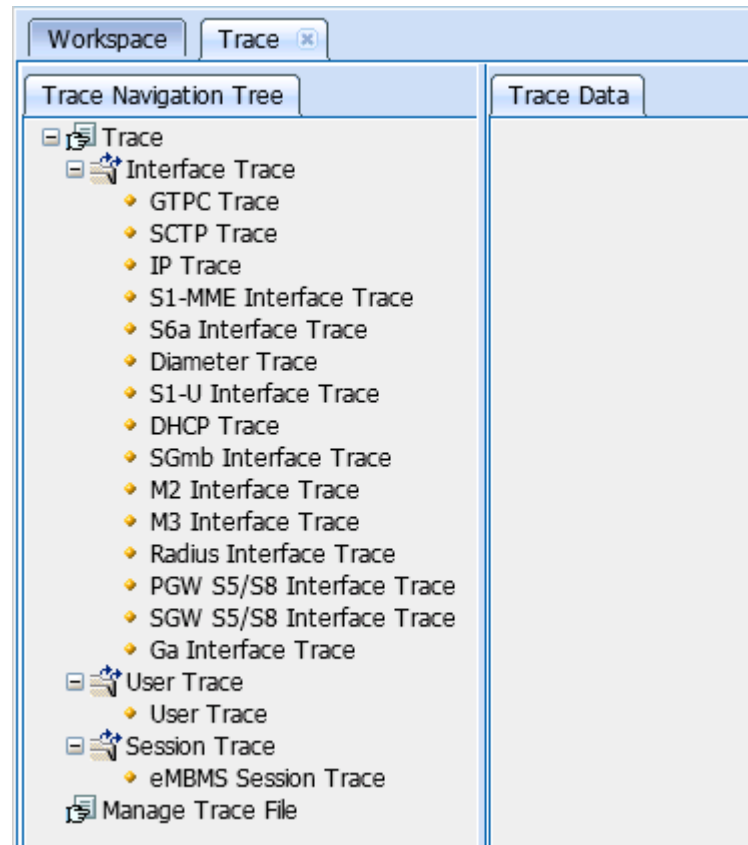 Workspace Trace
Trace Navigation Tree Trace Data
Trace
Interface Trace
GTPC Trace
SCTP Trace
IP Trace
S1-MME Interface Trace
S6a Interface Trace
Diameter Trace
S1-U Interface Trace
DHCP Trace
SGmb Interface Trace
M2 Interface Trace
M3 Interface Trace
Radius Interface Trace
PGW S5/S8 Interface Trace
SGW S5/S8 Interface Trace
Ga Interface Trace
User Trace
User Trace
Session Trace
eMBMS Session Trace
Manage Trace File